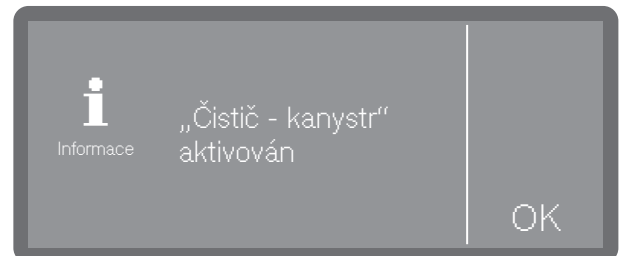 Informace
„Čistič - kanystr“
aktivován
OK